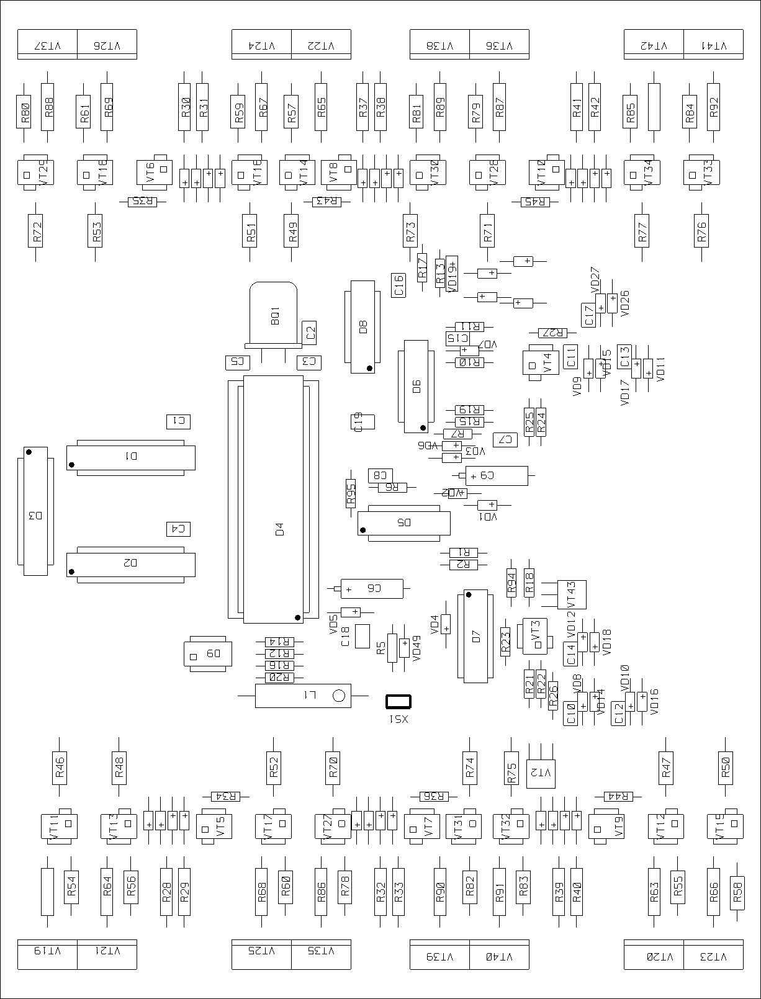 VT37 VT26 VT24 VT22 VT38 VT36 VT42 VT41
R80 R88 R61 R69 R30 R31 R59 R67 R57 R65 R37 R38 R81 R89 R79 R87 R41 R42 R85 R84 R92
VT29 VT18 VT6 VT16 VT14 VT8 VT30 VT28 VT10 VT34 VT33
+ + + + + + + + + + + +
R35 R43 R45
R72 R53 R51 R49 R73 R71 R77 R76
R17 R13 VD19+ + +
C16 VD27
+ + + + VD26
BQ1 C2 D8 C17
R11 R27
C15 VD7
+
C5 C3 R10 VT4 C11 VD15 C13 VD11
+ + + +
D6 VD9 VD17
R19
C1 C19 R15 R25 R24
R7 C7
VD6 + VD3
D1 +
C8 C9 +
R95 R6
VD2 +
+
D3 VD1
C4 D4 D5
R1
D2 R2
R94 R18
C6 + VT43
VD5 + VD4 + VD12
C18 D7 R23 VT3 + + VD18
R5 + VD49
D9 R14 C14
R12
R16
R20
L1 R21 R22 R26 VD8 VD14 VD10 VD16
+ + + +
XS1 C10 C12
R46 R48 R52 R70 R74 R75 VT2 R47 R50
R34 R36 R44
+ + + + + + + + + + + +
VT11 VT13 VT5 VT17 VT27 VT7 VT31 VT32 VT9 VT12 VT15
R54 R64 R56 R28 R29 R68 R60 R86 R78 R32 R33 R90 R82 R91 R83 R39 R40 R63 R55 R66 R58
VT19 VT21 VT25 VT35 VT39 VT40 VT20 VT23